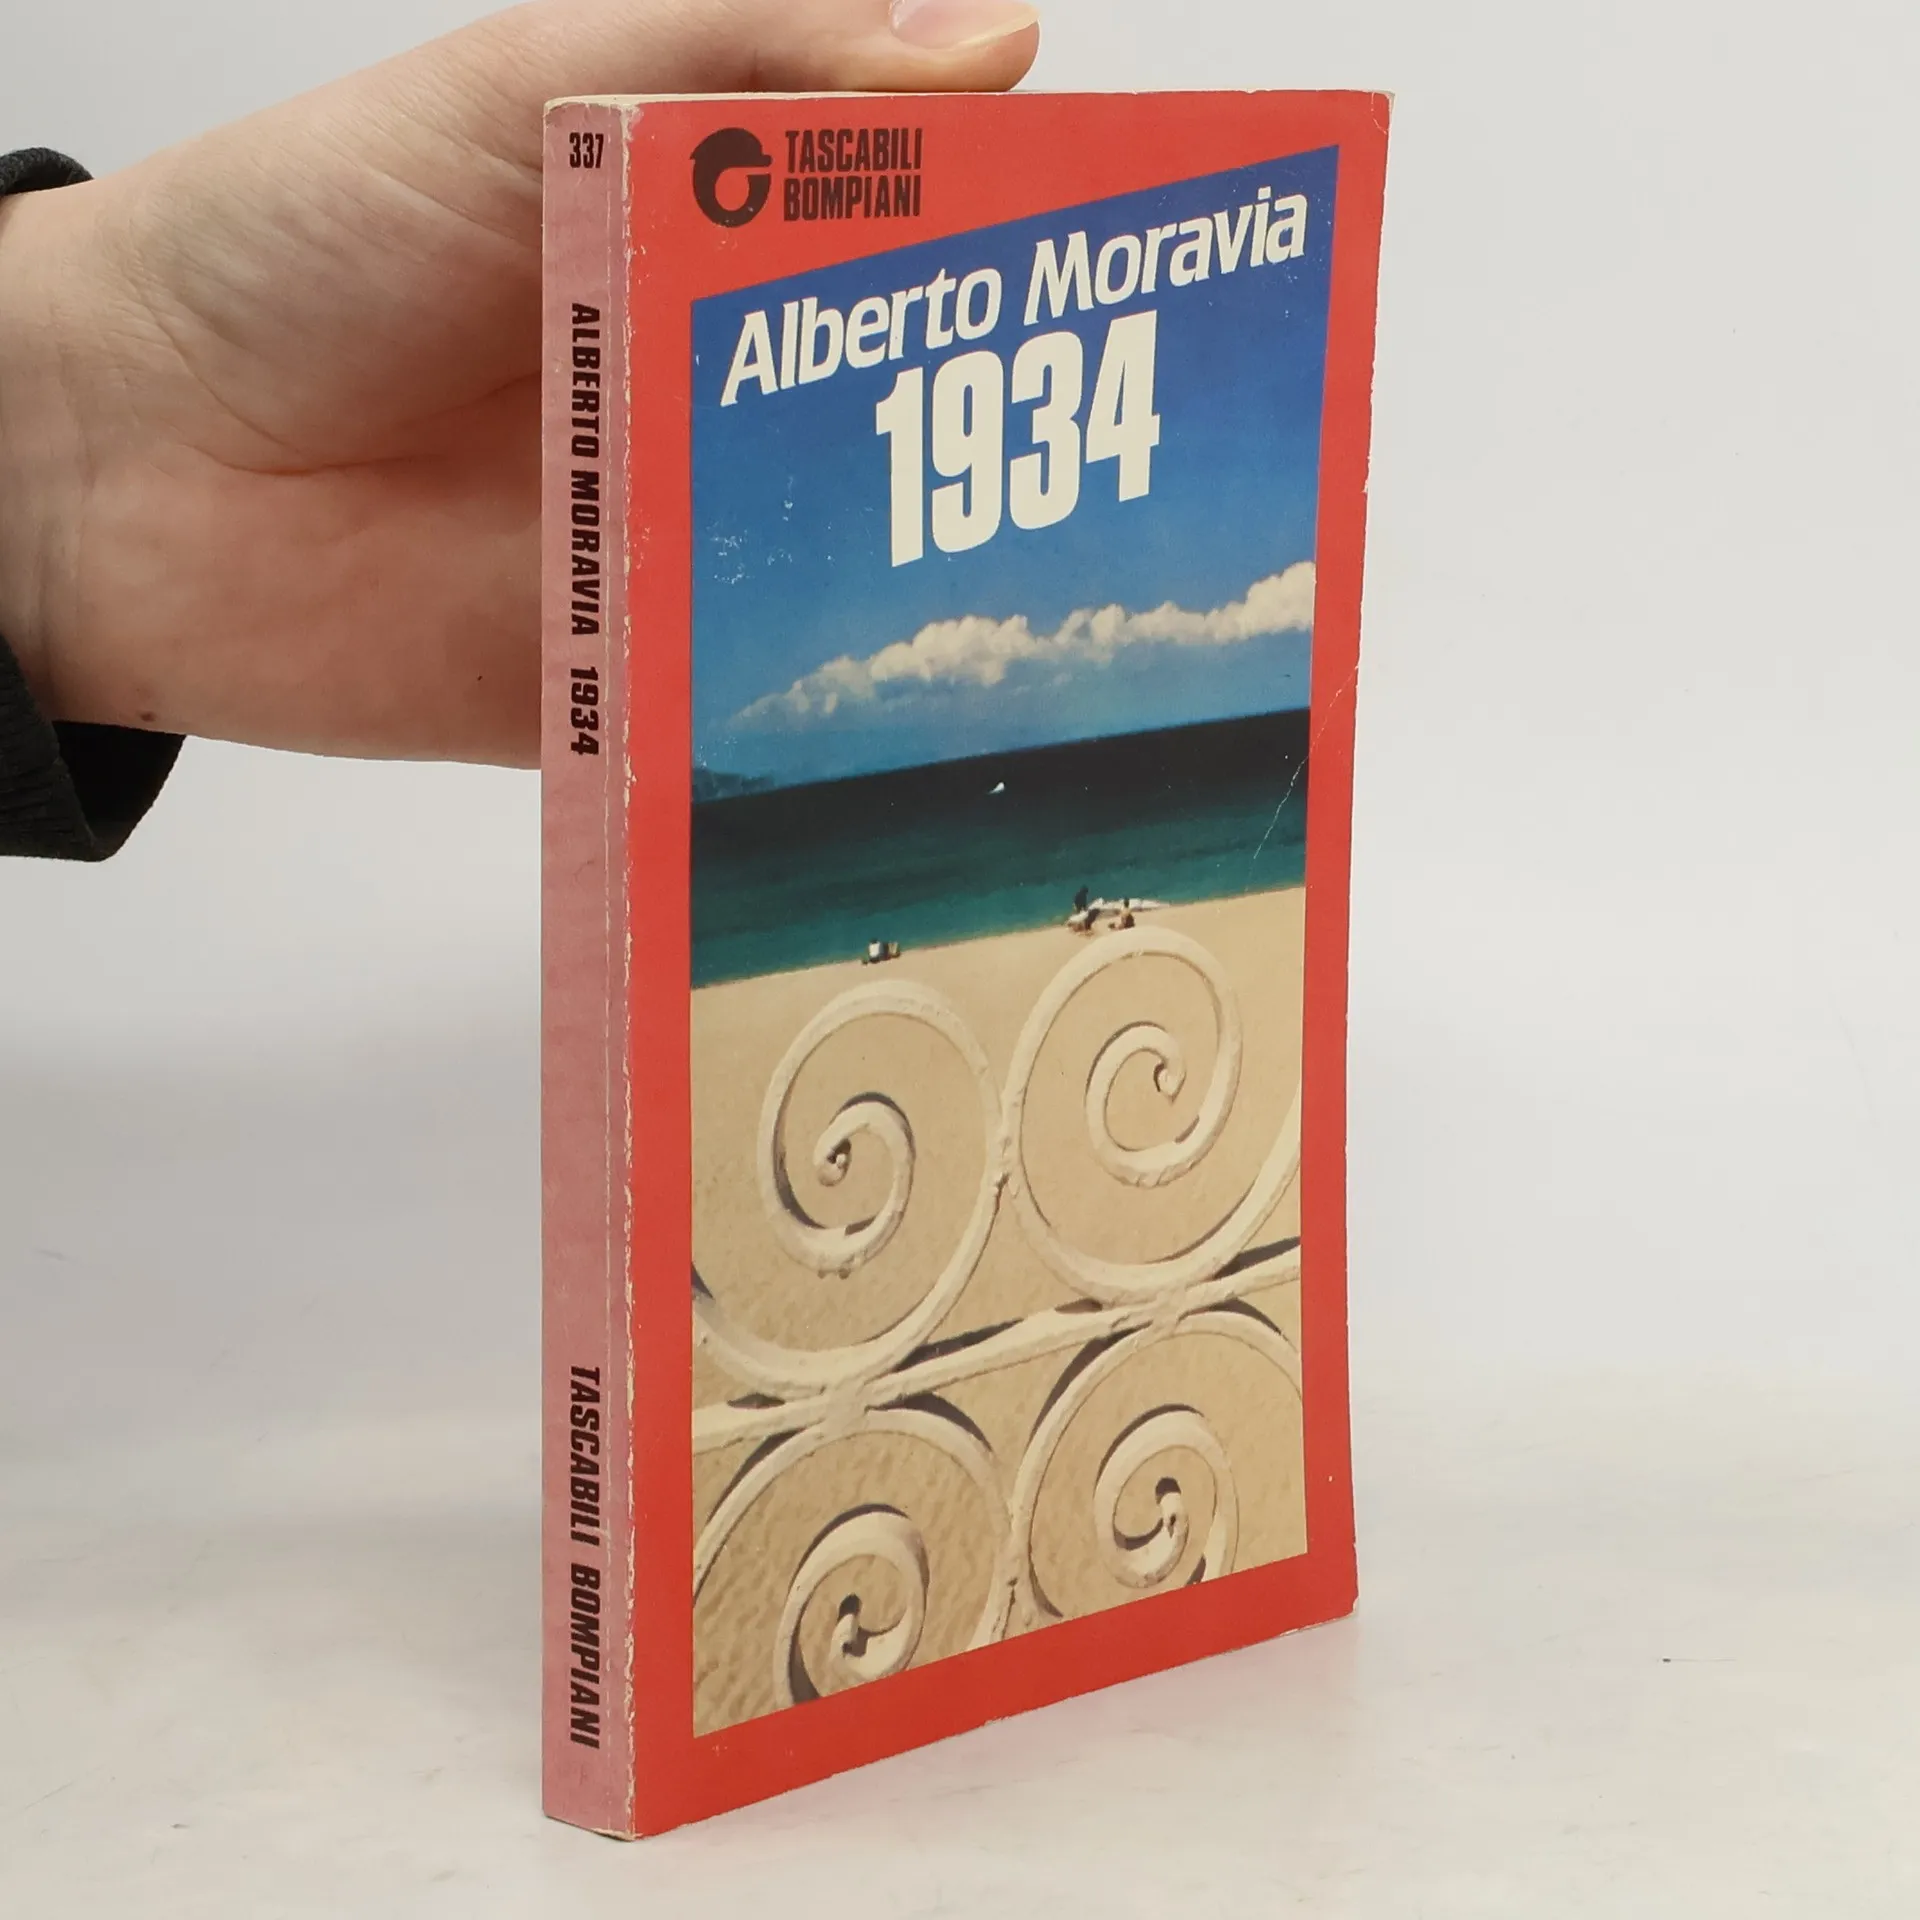 337
ALBERTO MORAVIA 1934
TASCABILI BOMPIANI
TASCABILI
BOMPIANI
Alberto Moravia
1934